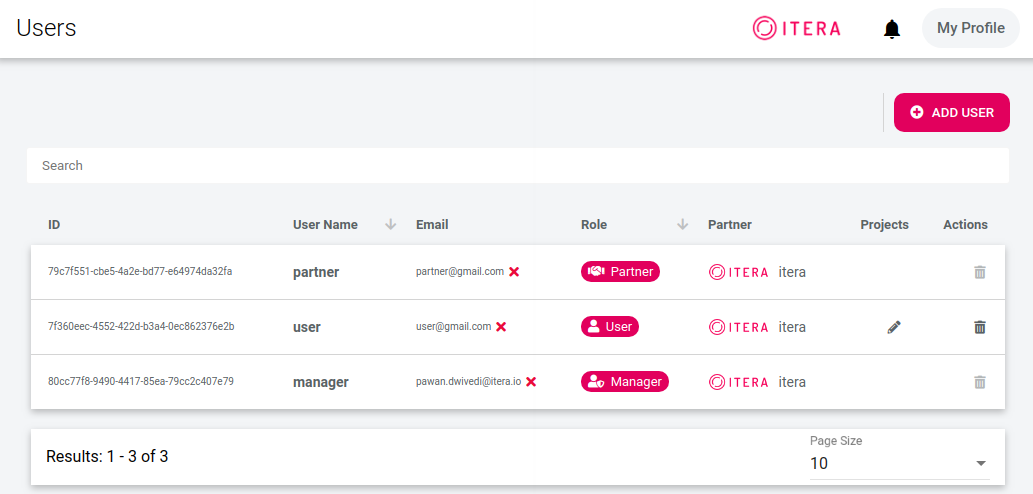 Users
ITERA
My Profile
ADD USER
Search
ID User Name Email Role Partner Projects Actions
79c7f551-cbe5-4a2e-bd77-e64974da32fa partner partner@gmail.com Partner ITERA itera
7f360eec-4552-422d-b3a4-0ec862376e2b user user@gmail.com User ITERA itera
80cc77f8-9490-4417-85ea-79cc2c407e79 manager pawan.dwivedi@itera.io Manager ITERA itera
Results: 1 - 3 of 3
Page Size
10